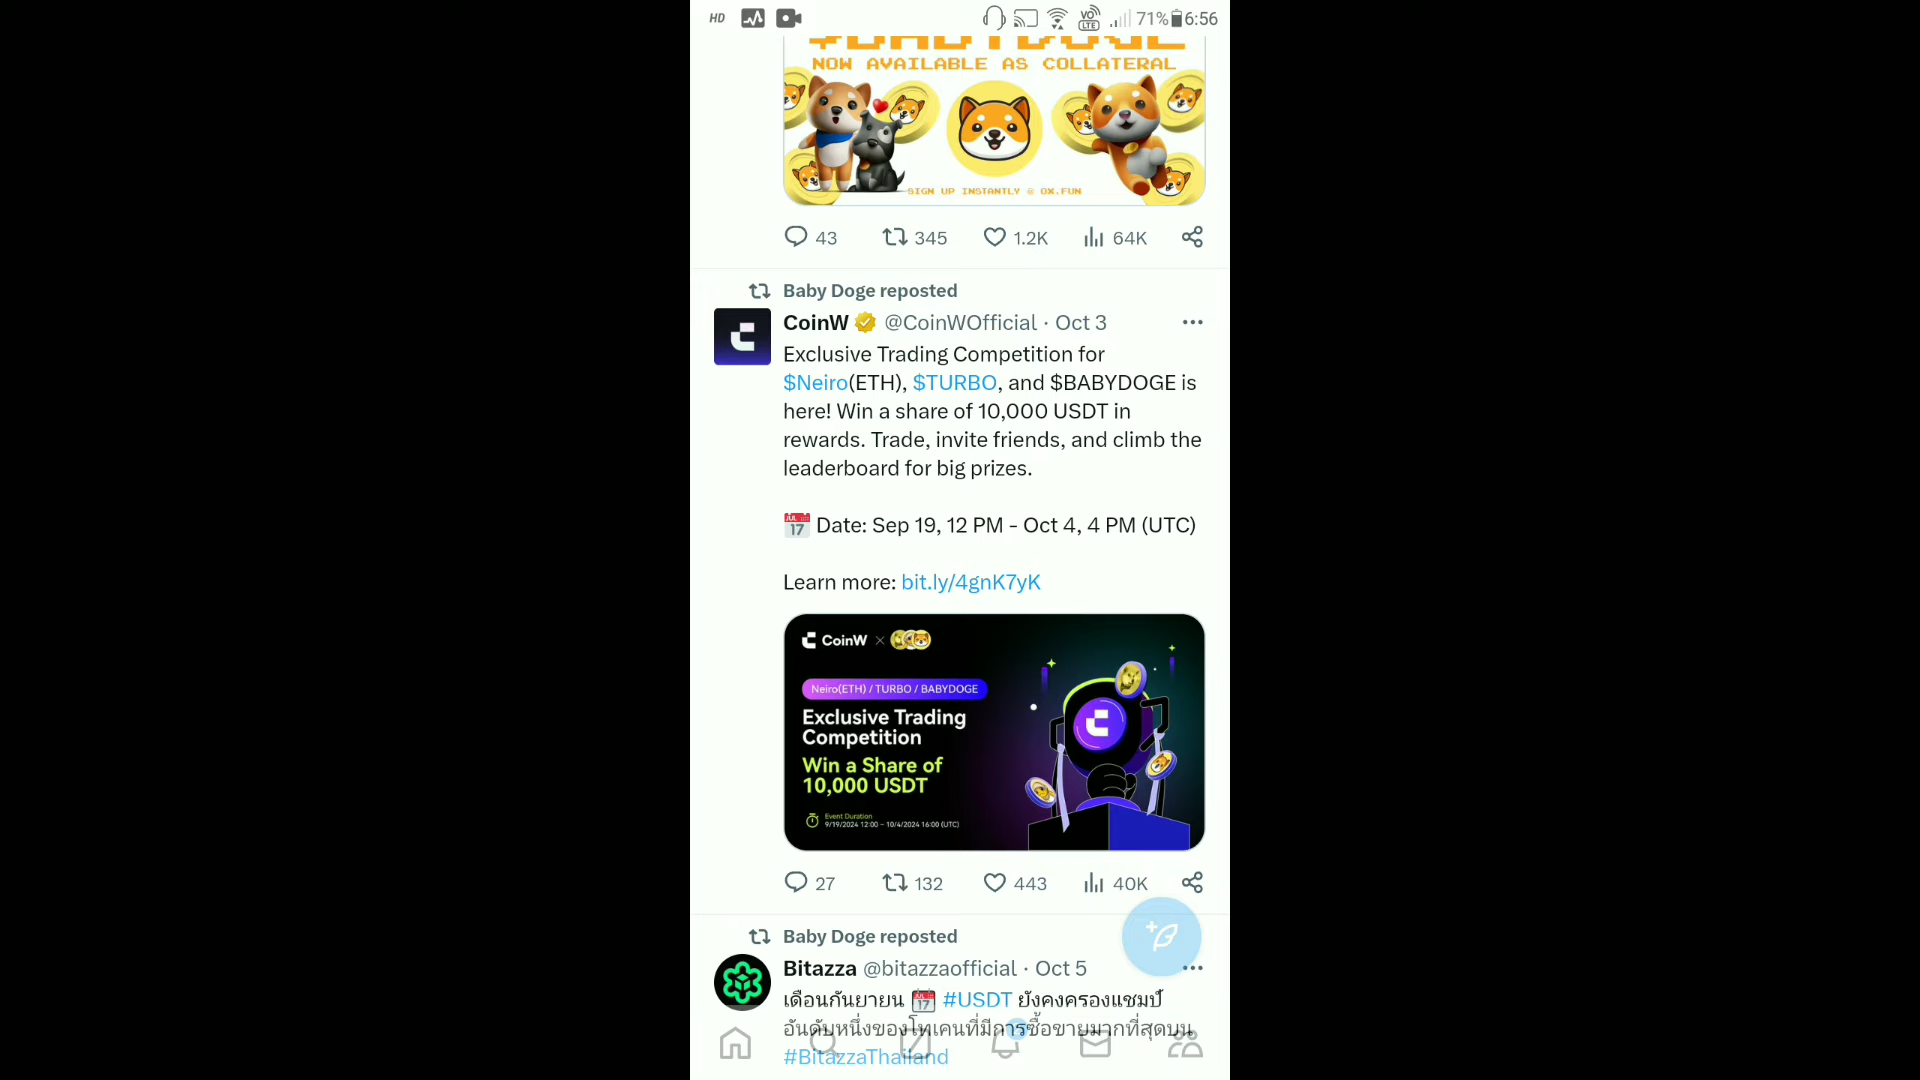 HD
VO
LTE
71%
6:56
NOW AVAILABLE AS COLLATERAL
SIGN UP INSTANTLY @ OX.FUN
43
345
1.2K
64K
Baby Doge reposted
CoinW @CoinWOfficial · Oct 3
Exclusive Trading Competition for
$Neiro(ETH), $TURBO, and $BABYDOGE is
here! Win a share of 10,000 USDT in
rewards. Trade, invite friends, and climb the
leaderboard for big prizes.
JUL 17 Date: Sep 19, 12 PM - Oct 4, 4 PM (UTC)
Learn more: bit.ly/4gnK7yK
CoinW
Neiro(ETH) / TURBO / BABYDOGE
Exclusive Trading
Competition
Win a Share of
10,000 USDT
Event Duration
9/19/2024 12:00 – 10/4/2024 16:00 (UTC)
27
132
443
40K
Baby Doge reposted
Bitazza @bitazzaofficial · Oct 5
เดือนกันยายน JUL 17 #USDT ยังคงครองแชมป์
อันดับหนึ่งของโทเคนที่มีการซื้อขายมากที่สุดบน
#BitazzaThailand